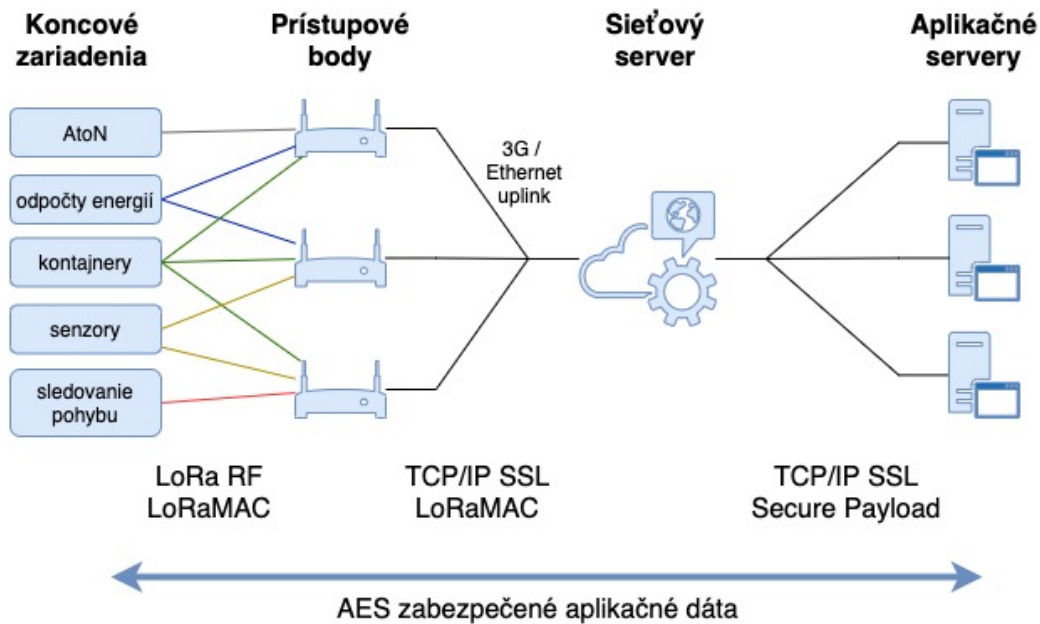 Koncové
zariadenia
Prístupové
body
Sieťový
server
Aplikačné
servery
AtoN
odpočty energií
kontajnery
senzory
sledovanie
pohybu
3G /
Ethernet
uplink
LoRa RF
LoRaMAC
TCP/IP SSL
LoRaMAC
TCP/IP SSL
Secure Payload
AES zabezpečené aplikačné dáta